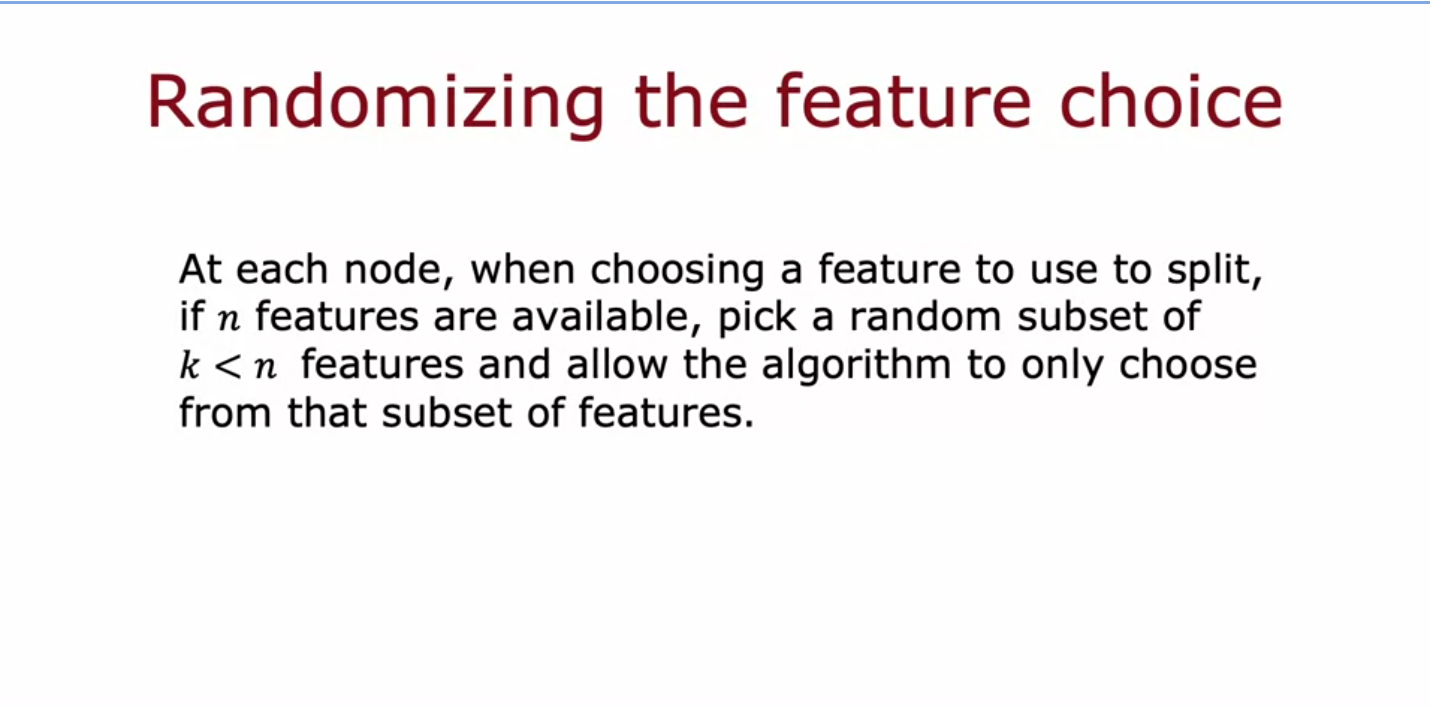 Randomizing the feature choice
At each node, when choosing a feature to use to split,
if n features are available, pick a random subset of
k < n features and allow the algorithm to only choose
from that subset of features.